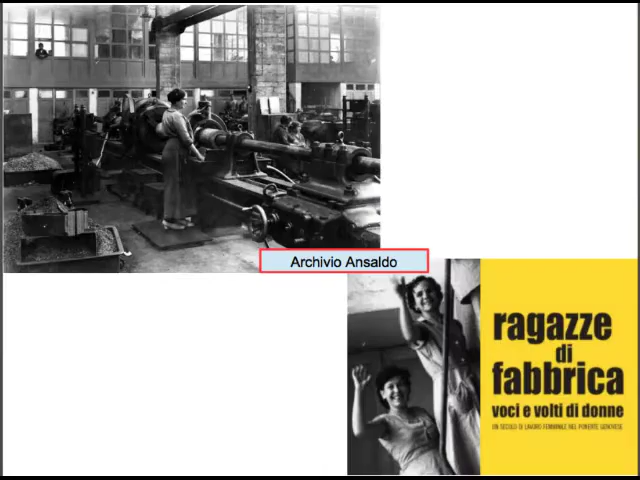 Archivio Ansaldo
ragazze
di
fabbrica
voci e volti di donne
UN SECOLO DI LAVORO FEMMINILE NEL PONENTE GENOVESE